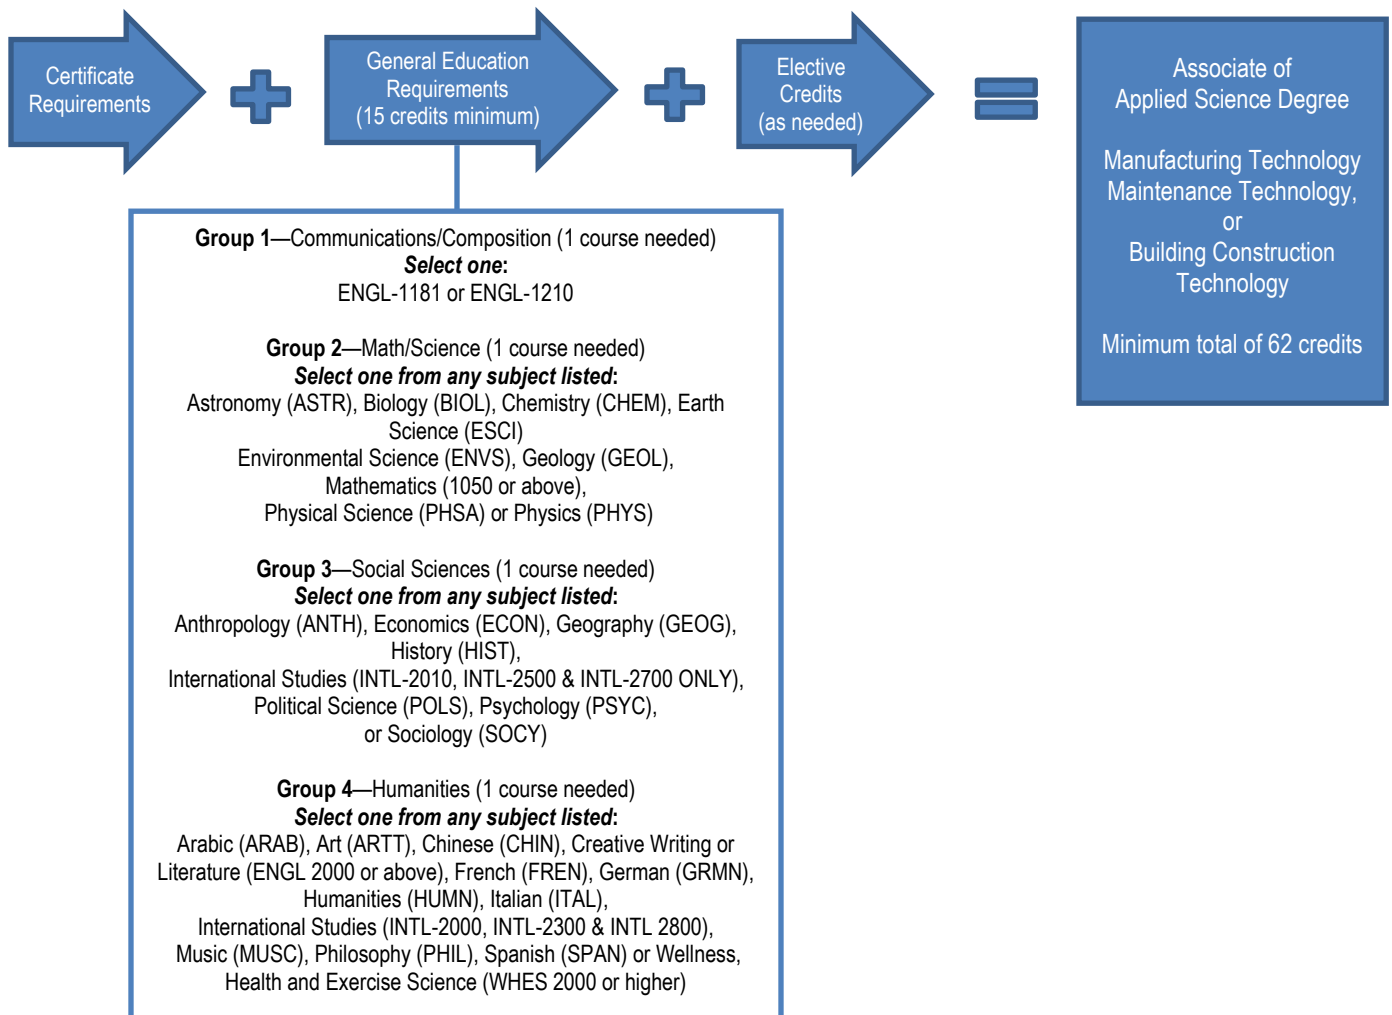 Certificate
Requirements
General Education
Requirements
(15 credits minimum)
Elective
Credits
(as needed)
Associate of
Applied Science Degree
Manufacturing Technology
Maintenance Technology,
or
Building Construction
Technology
Minimum total of 62 credits
Group 1—Communications/Composition (1 course needed)
Select one:
ENGL-1181 or ENGL-1210
Group 2—Math/Science (1 course needed)
Select one from any subject listed:
Astronomy (ASTR), Biology (BIOL), Chemistry (CHEM), Earth
Science (ESCI)
Environmental Science (ENVS), Geology (GEOL),
Mathematics (1050 or above),
Physical Science (PHSA) or Physics (PHYS)
Group 3—Social Sciences (1 course needed)
Select one from any subject listed:
Anthropology (ANTH), Economics (ECON), Geography (GEOG),
History (HIST),
International Studies (INTL-2010, INTL-2500 & INTL-2700 ONLY),
Political Science (POLS), Psychology (PSYC),
or Sociology (SOCY)
Group 4—Humanities (1 course needed)
Select one from any subject listed:
Arabic (ARAB), Art (ARTT), Chinese (CHIN), Creative Writing or
Literature (ENGL 2000 or above), French (FREN), German (GRMN),
Humanities (HUMN), Italian (ITAL),
International Studies (INTL-2000, INTL-2300 & INTL 2800),
Music (MUSC), Philosophy (PHIL), Spanish (SPAN) or Wellness,
Health and Exercise Science (WHES 2000 or higher)